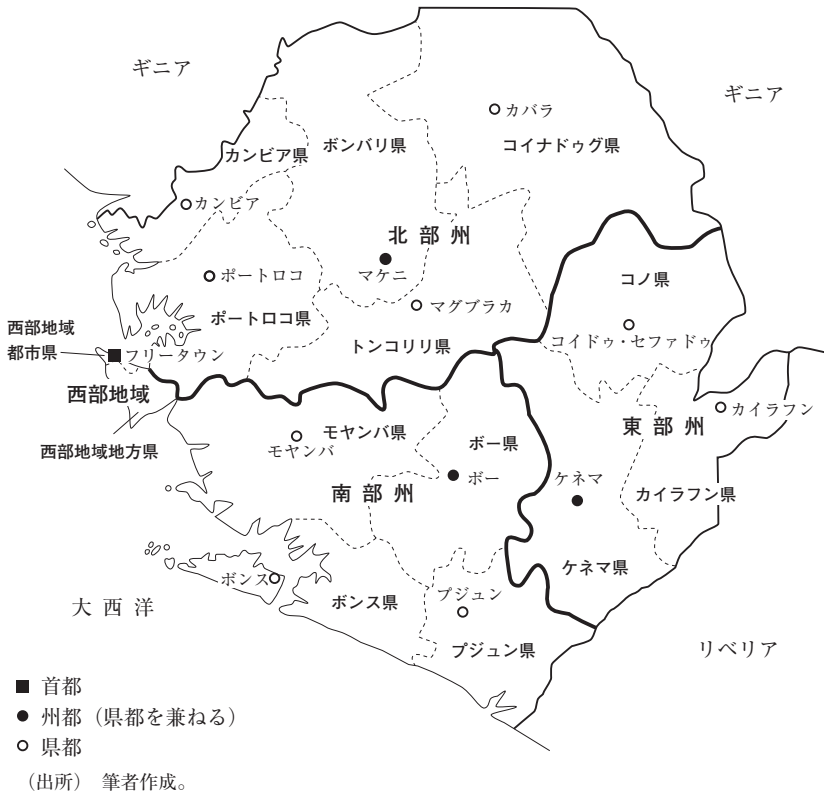 ギニア
ギニア
カバラ
コイナドゥグ県
ボンバリ県
カンビア県
カンビア
北部州
マケニ
ポートロコ
ポートロコ県
マグブラカ
トンコリリ県
コノ県
コイドゥ・セファドゥ
西部地域
都市県
フリータウン
西部地域
西部地域地方県
モヤンバ県
モヤンバ
ボー県
ボー
南部州
東部州
カイラフン
カイラフン県
ケネマ
ケネマ県
ボンス
ボンス県
プジュン
プジュン県
大西洋
リベリア
■ 首都
● 州都（県都を兼ねる）
○ 県都
（出所） 筆者作成。